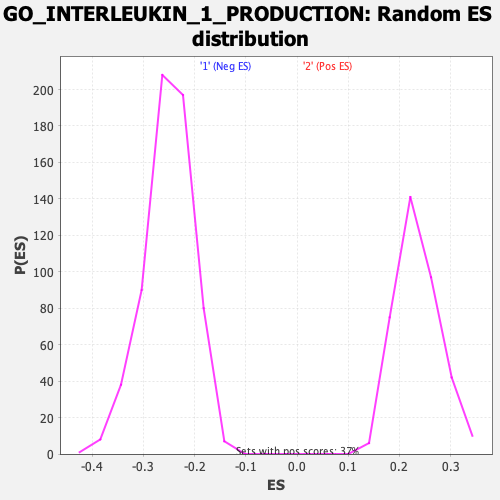 GO_INTERLEUKIN_1_PRODUCTION: Random ES
distribution
'1' (Neg ES) '2' (Pos ES)
200
180
160
140
120
100
80
60
40
20
0
P(ES)
Sets with pos scores: 37%
-0.4 -0.3 -0.2 -0.1 0.0 0.1 0.2 0.3
ES